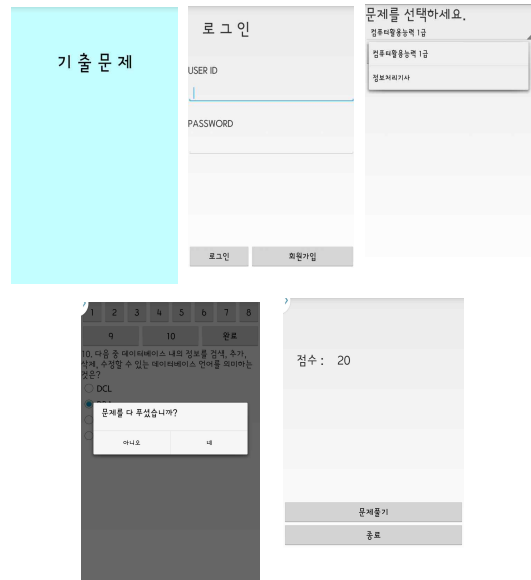 기 출 문 제
로 그 인
USER ID
PASSWORD
로그인 회원가입
문제를 선택하세요.
컴퓨터활용능력 1급
컴퓨터활용능력 1급
정보처리기사
1 2 3 4 5 6 7 8
9 10 완료
10. 다음 중 데이터베이스 내의 정보를 검색, 추가,
삭제, 수정할 수 있는 데이터베이스 언어를 의미하는
것은?
DCL
문제를 다 푸셨습니까?
아니오 네
점수 : 20
문제풀기
종료